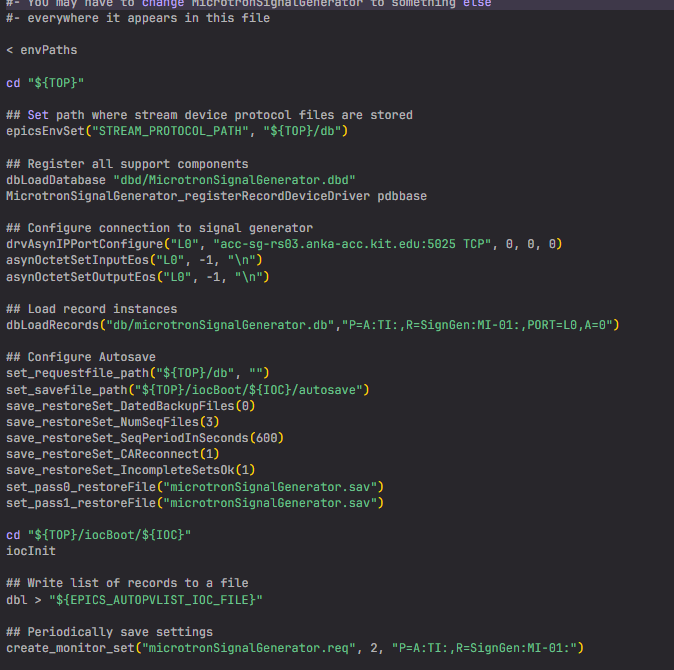 #- You may have to change MicrotronSignalGenerator to something else
#- everywhere it appears in this file
< envPaths
cd "${TOP}"
## Set path where stream device protocol files are stored
epicsEnvSet("STREAM_PROTOCOL_PATH", "${TOP}/db")
## Register all support components
dbLoadDatabase "dbd/MicrotronSignalGenerator.dbd"
MicrotronSignalGenerator_registerRecordDeviceDriver pdbbase
## Configure connection to signal generator
drvAsynIPPortConfigure("L0", "acc-sg-rs03.anka-acc.kit.edu:5025 TCP", 0, 0, 0)
asynOctetSetInputEos("L0", -1, "\n")
asynOctetSetOutputEos("L0", -1, "\n")
## Load record instances
dbLoadRecords("db/microtronSignalGenerator.db","P=A:TI:,R=SignGen:MI-01:,PORT=L0,A=0")
## Configure Autosave
set_requestfile_path("${TOP}/db", "")
set_savefile_path("${TOP}/iocBoot/${IOC}/autosave")
save_restoreSet_DatedBackupFiles(0)
save_restoreSet_NumSeqFiles(3)
save_restoreSet_SeqPeriodInSeconds(600)
save_restoreSet_CAReconnect(1)
save_restoreSet_IncompleteSetsOk(1)
set_pass0_restoreFile("microtronSignalGenerator.sav")
set_pass1_restoreFile("microtronSignalGenerator.sav")
cd "${TOP}/iocBoot/${IOC}"
iocInit
## Write list of records to a file
dbl > "${EPICS_AUTOPVLIST_IOC_FILE}"
## Periodically save settings
create_monitor_set("microtronSignalGenerator.req", 2, "P=A:TI:,R=SignGen:MI-01:")